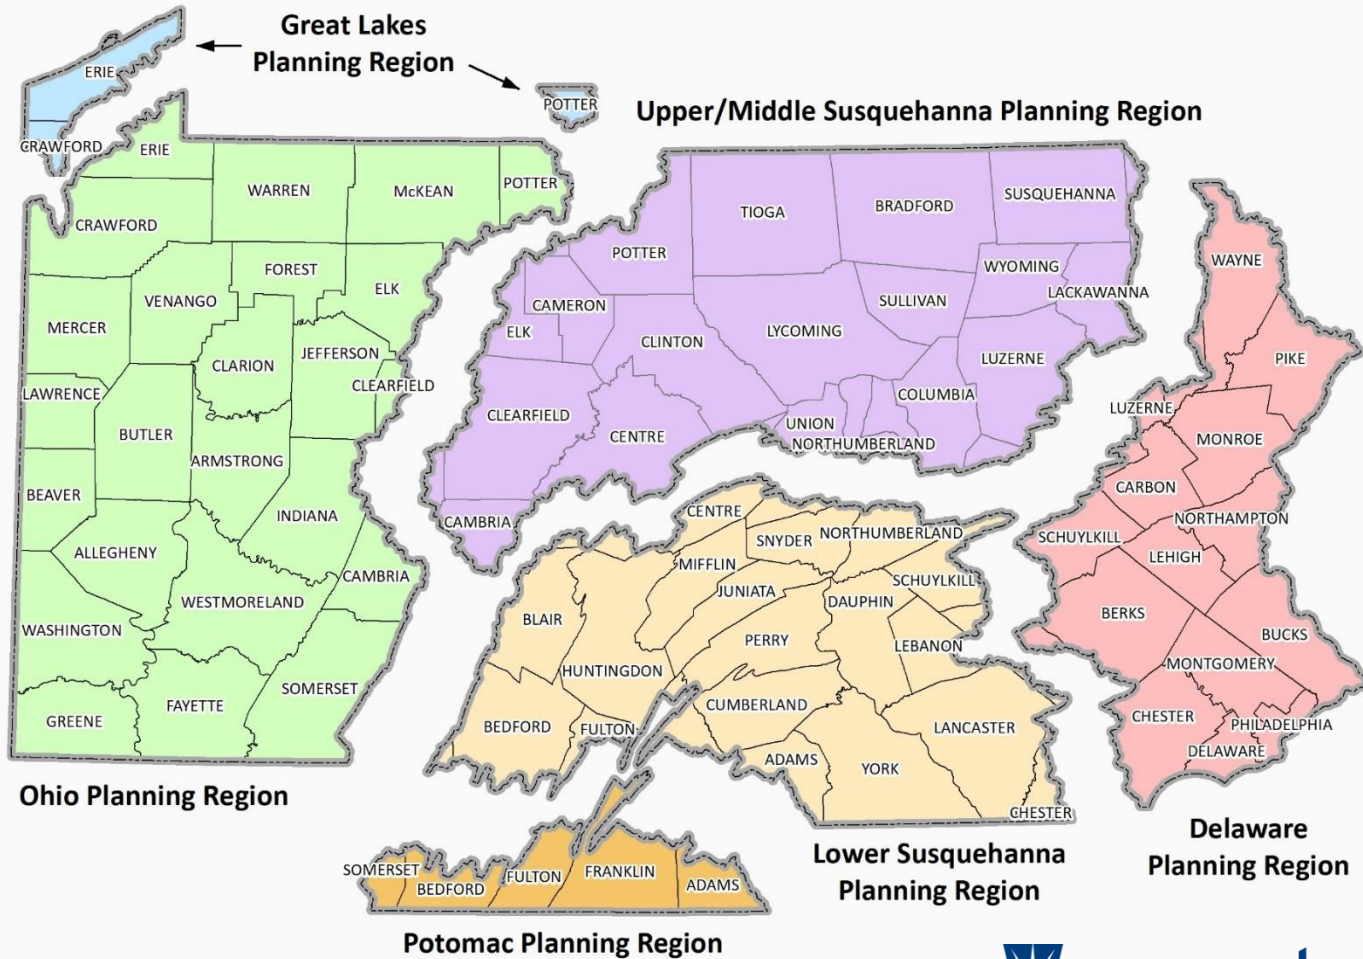 Great Lakes
Planning Region
ERIE
CRAWFORD
POTTER
Upper/Middle Susquehanna Planning Region
ERIE
WARREN
McKEAN
POTTER
CRAWFORD
FOREST
VENANGO
ELK
MERCER
JEFFERSON
CLARION
CLEARFIELD
LAWRENCE
BUTLER
ARMSTRONG
BEAVER
INDIANA
ALLEGHENY
CAMBRIA
WESTMORELAND
WASHINGTON
SOMERSET
FAYETTE
GREENE
Ohio Planning Region
TIOGA
BRADFORD
SUSQUEHANNA
POTTER
WYOMING
LACKAWANNA
CAMERON
SULLIVAN
ELK
CLINTON
LYCOMING
LUZERNE
COLUMBIA
CLEARFIELD
UNION
CENTRE
NORTHUMBERLAND
CAMBRIA
CENTRE
SNYDER
NORTHUMBERLAND
MIFFLIN
SCHUYLKILL
JUNIATA
DAUPHIN
BLAIR
PERRY
LEBANON
HUNTINGDON
CUMBERLAND
BEDFORD
FULTON
LANCASTER
ADAMS
YORK
CHESTER
Lower Susquehanna
Planning Region
SOMERSET
BEDFORD
FULTON
FRANKLIN
ADAMS
Potomac Planning Region
WAYNE
PIKE
LUZERNE
MONROE
CARBON
NORTHAMPTON
SCHUYLKILL
LEHIGH
BERKS
BUCKS
MONTGOMERY
CHESTER
PHILADELPHIA
DELAWARE
Delaware
Planning Region